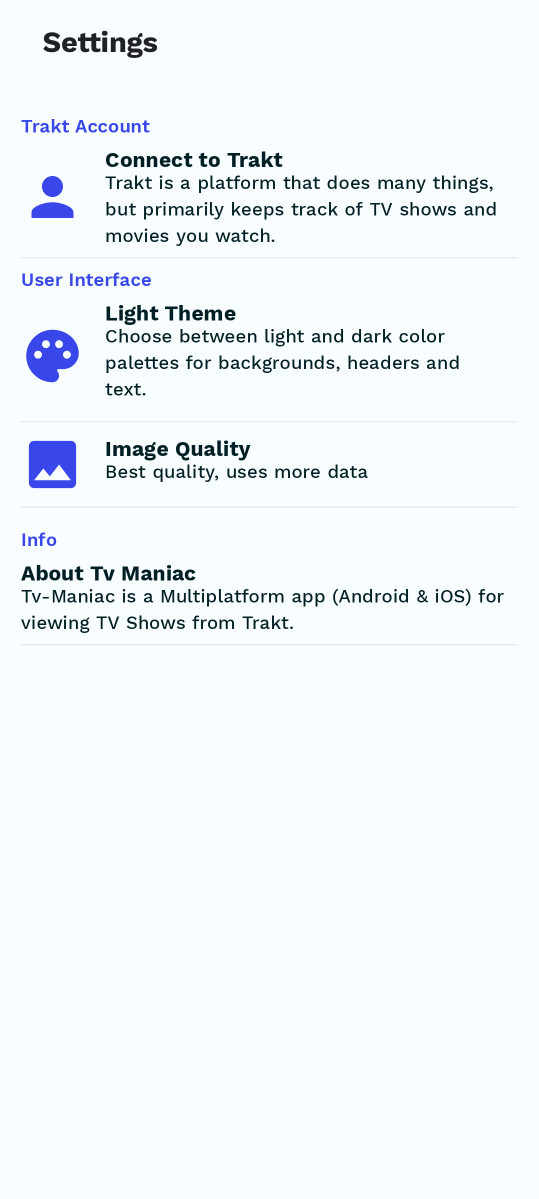 Settings
Trakt Account
Connect to Trakt
Trakt is a platform that does many things,
but primarily keeps track of TV shows and
movies you watch.
User Interface
Light Theme
Choose between light and dark color
palettes for backgrounds, headers and
text.
Image Quality
Best quality, uses more data
Info
About Tv Maniac
Tv-Maniac is a Multiplatform app (Android & iOS) for
viewing TV Shows from Trakt.